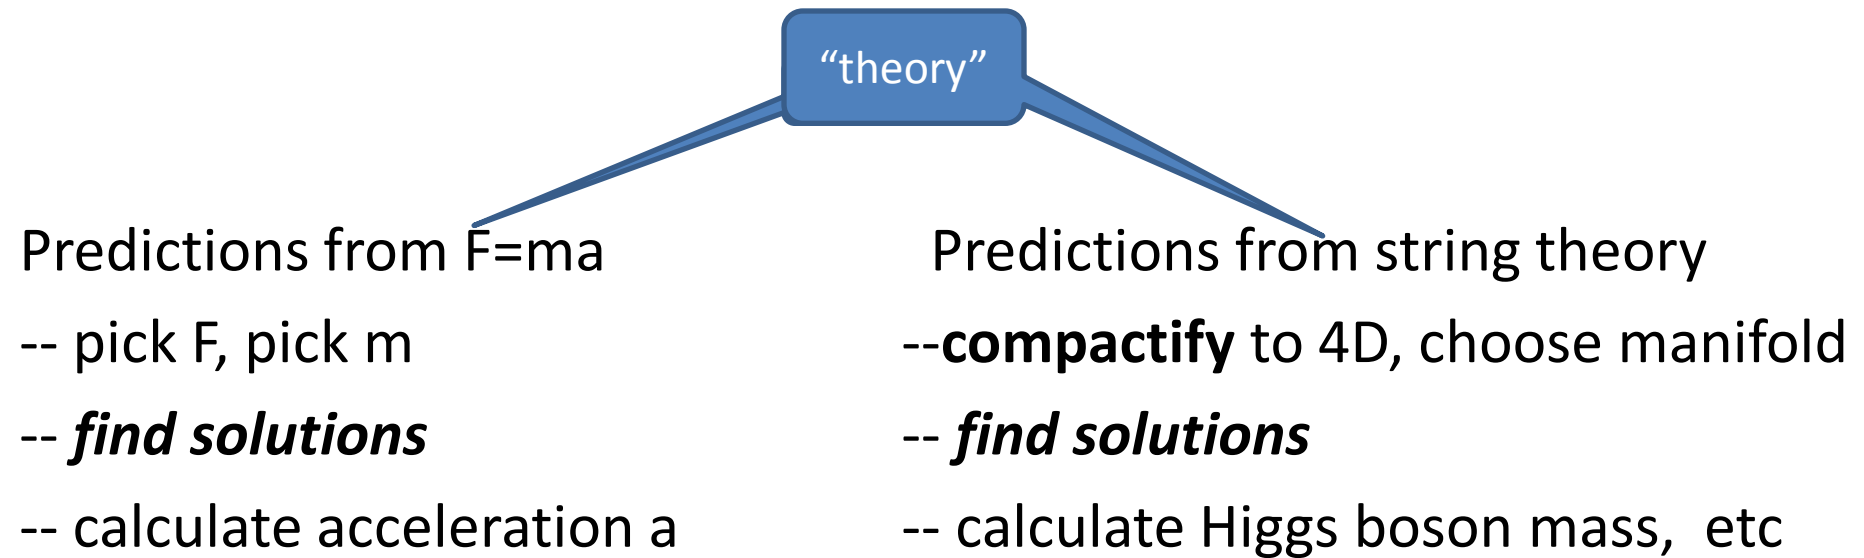 “theory”
Predictions from F=ma
-- pick F, pick m
-- find solutions
-- calculate acceleration a
Predictions from string theory
--compactify to 4D, choose manifold
-- find solutions
-- calculate Higgs boson mass,  etc